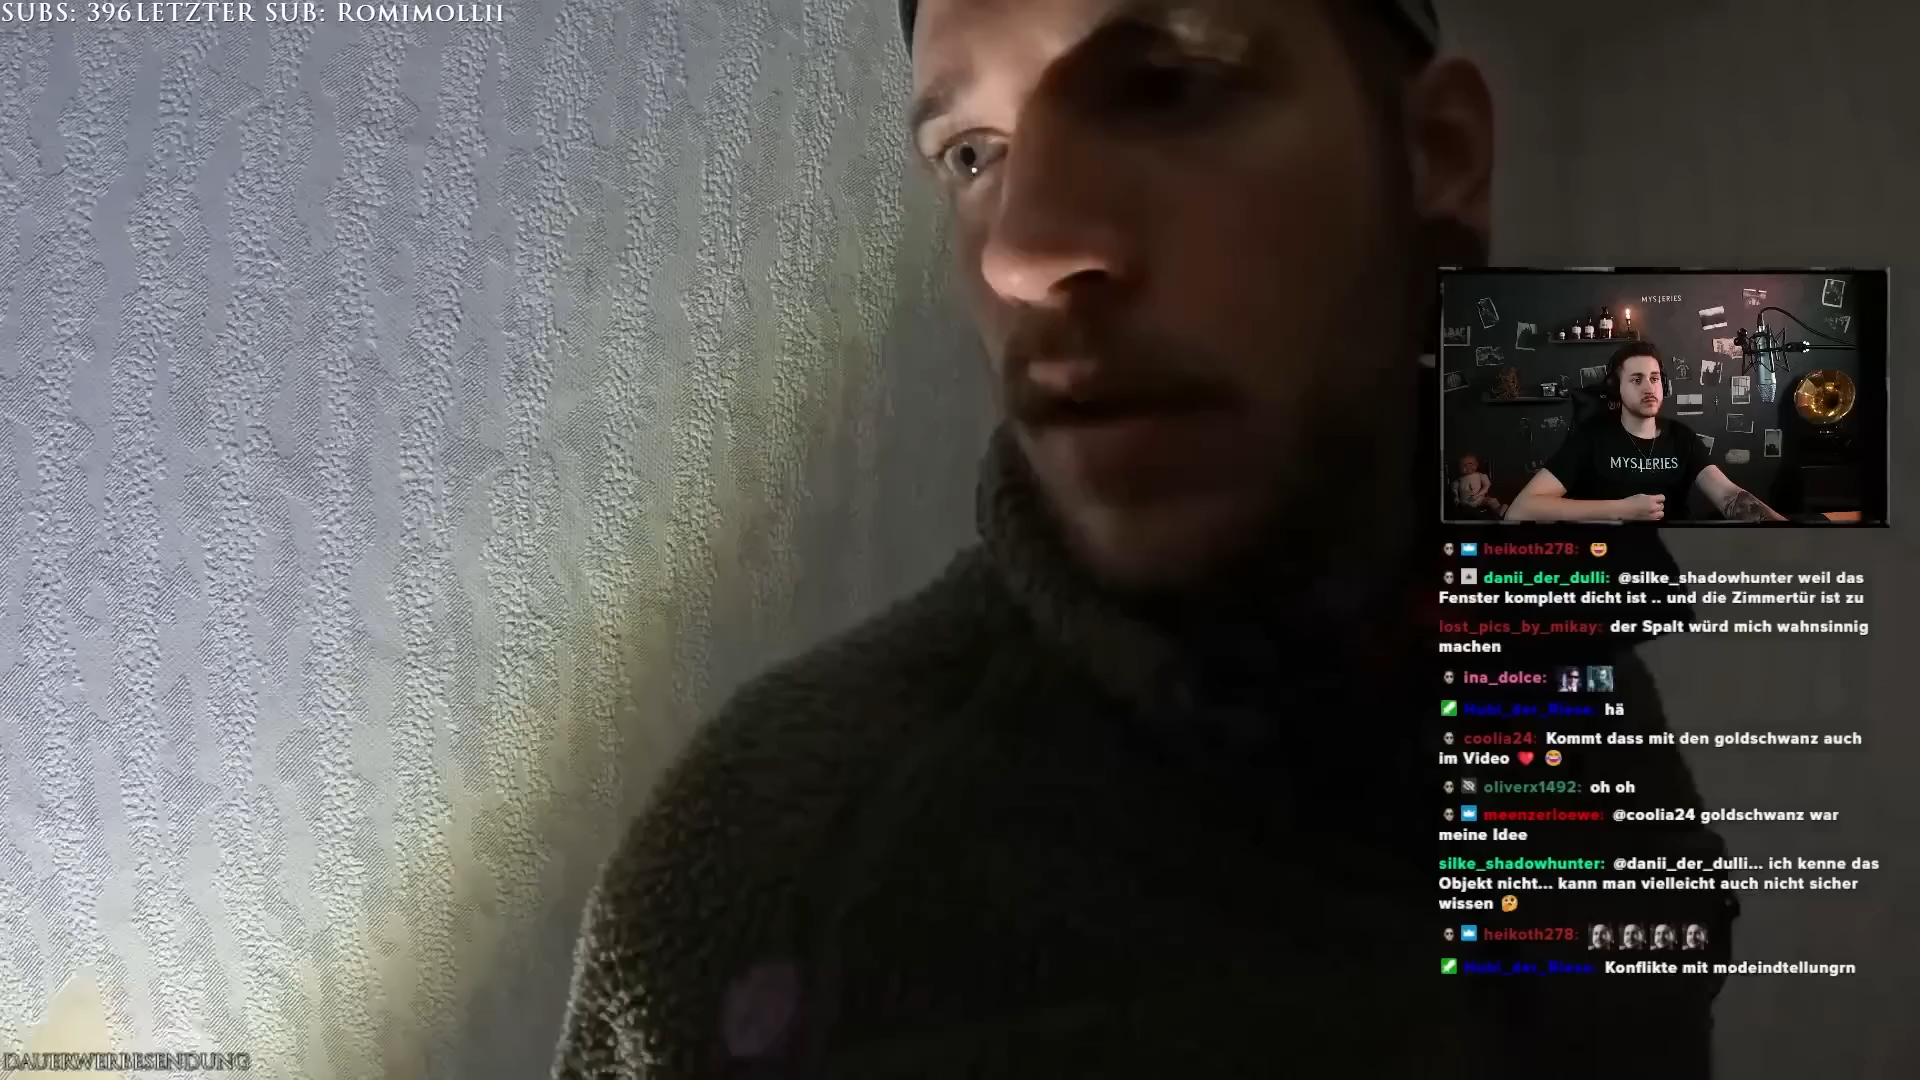 SUBS: 396 LETZTER SUB: ROMIMOLLII
MYSTERIES
MYSTERIES
heikoth278: 😄
danii_der_dulli: @silke_shadowhunter weil das
Fenster komplett dicht ist .. und die Zimmertür ist zu
lost_pics_by_mikay: der Spalt würd mich wahnsinnig
machen
ina_dolce:
Hubi_der_Riese: hä
coolia24: Kommt dass mit den goldschwanz auch
im Video ❤️ 😂
oliverx1492: oh oh
meenzerloewe: @coolia24 goldschwanz war
meine Idee
silke_shadowhunter: @danii_der_dulli... ich kenne das
Objekt nicht... kann man vielleicht auch nicht sicher
wissen 🤔
heikoth278:
Hubi_der_Riese: Konflikte mit modeindtellungrn
DAUERWERBESENDUNG